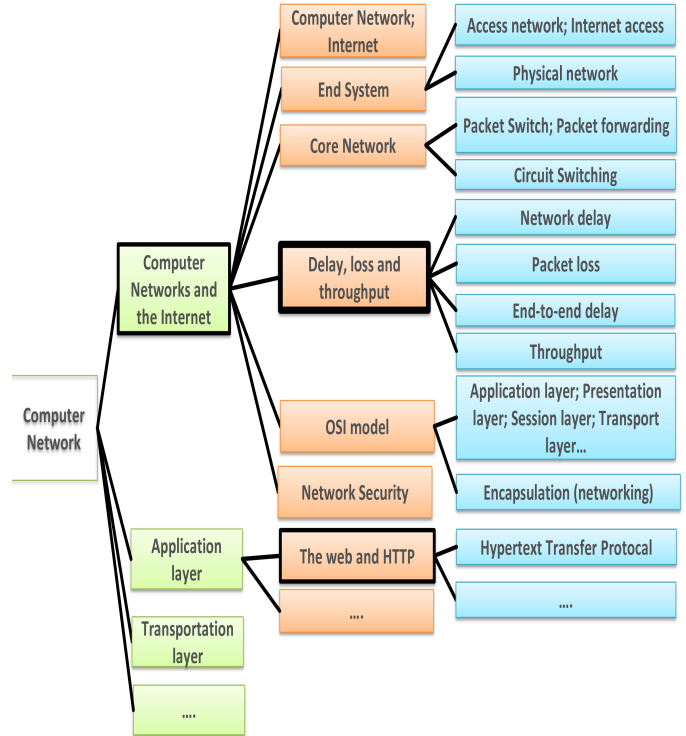 Computer Network;
Internet
Access network; Internet access
End System
Physical network
Core Network
Packet Switch; Packet forwarding
Circuit Switching
Computer
Networks and
the Internet
Delay, loss and
throughput
Network delay
Packet loss
End-to-end delay
Throughput
Computer
Network
OSI model
Application layer; Presentation
layer; Session layer; Transport
layer...
Encapsulation (networking)
Network Security
Application
layer
The web and HTTP
Hypertext Transfer Protocal
....
....
Transportation
layer
....